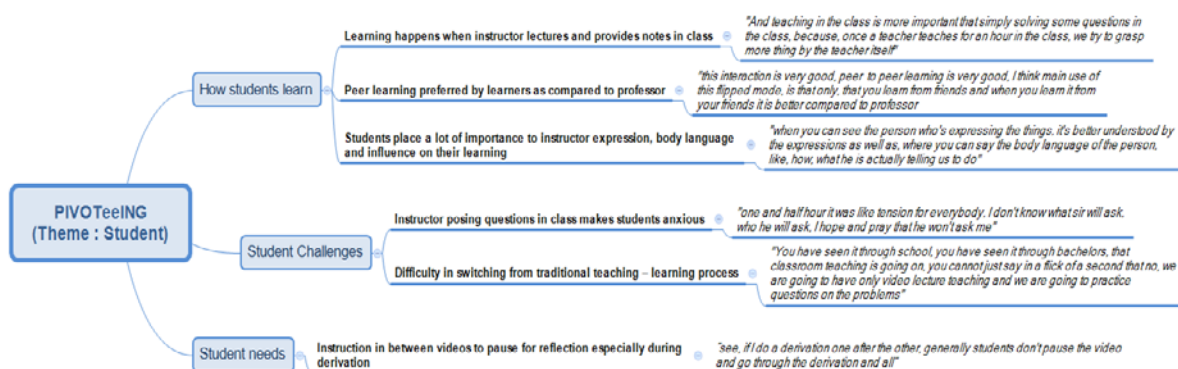 PIVOTeeING
(Theme : Student)
How students learn
Learning happens when instructor lectures and provides notes in class
"And teaching in the class is more important that simply solving some questions in
the class, because, once a teacher teaches for an hour in the class, we try to grasp
more thing by the teacher itself"
Peer learning preferred by learners as compared to professor
"this interaction is very good, peer to peer learning is very good, I think main use of
this flipped mode, is that only, that you learn from friends and when you learn it from
your friends it is better compared to professor
Students place a lot of importance to instructor expression, body language
and influence on their learning
"when you can see the person who's expressing the things. it's better understood by
the expressions as well as, where you can say the body language of the person,
like, how, what he is actually telling us to do"
Student Challenges
Instructor posing questions in class makes students anxious
"one and half hour it was like tension for everybody. I don't know what sir will ask.
who he will ask, I hope and pray that he won't ask me"
Difficulty in switching from traditional teaching – learning process
"You have seen it through school, you have seen it through bachelors, that
classroom teaching is going on, you cannot just say in a flick of a second that no, we
are going to have only video lecture teaching and we are going to practice
questions on the problems"
Student needs
Instruction in between videos to pause for reflection especially during
derivation
"see, if I do a derivation one after the other, generally students don't pause the video
and go through the derivation and all"